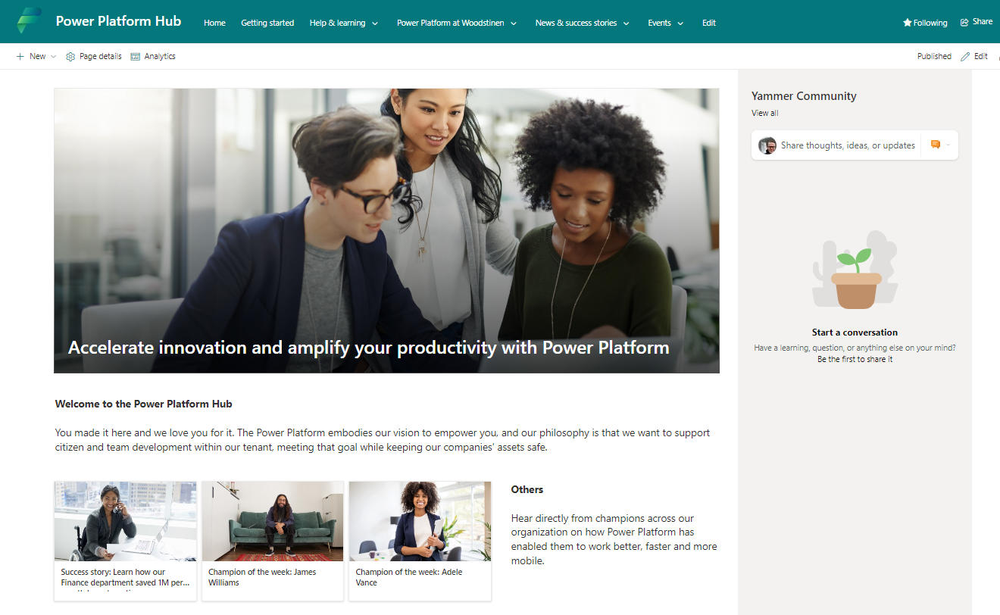 Power Platform Hub
Home
Getting started
Help & learning
Power Platform at Woodstinen
News & success stories
Events
Edit
Following
Share
New
Page details
Analytics
Published
Edit
Accelerate innovation and amplify your productivity with Power Platform
Welcome to the Power Platform Hub
You made it here and we love you for it. The Power Platform embodies our vision to empower you, and our philosophy is that we want to support
citizen and team development within our tenant, meeting that goal while keeping our companies' assets safe.
Success story: Learn how our
Finance department saved 1M per...
Champion of the week: James
Williams
Champion of the week: Adele
Vance
Others
Hear directly from champions across our
organization on how Power Platform has
enabled them to work better, faster and more
mobile.
Yammer Community
View all
Share thoughts, ideas, or updates
Start a conversation
Have a learning, question, or anything else on your mind?
Be the first to share it